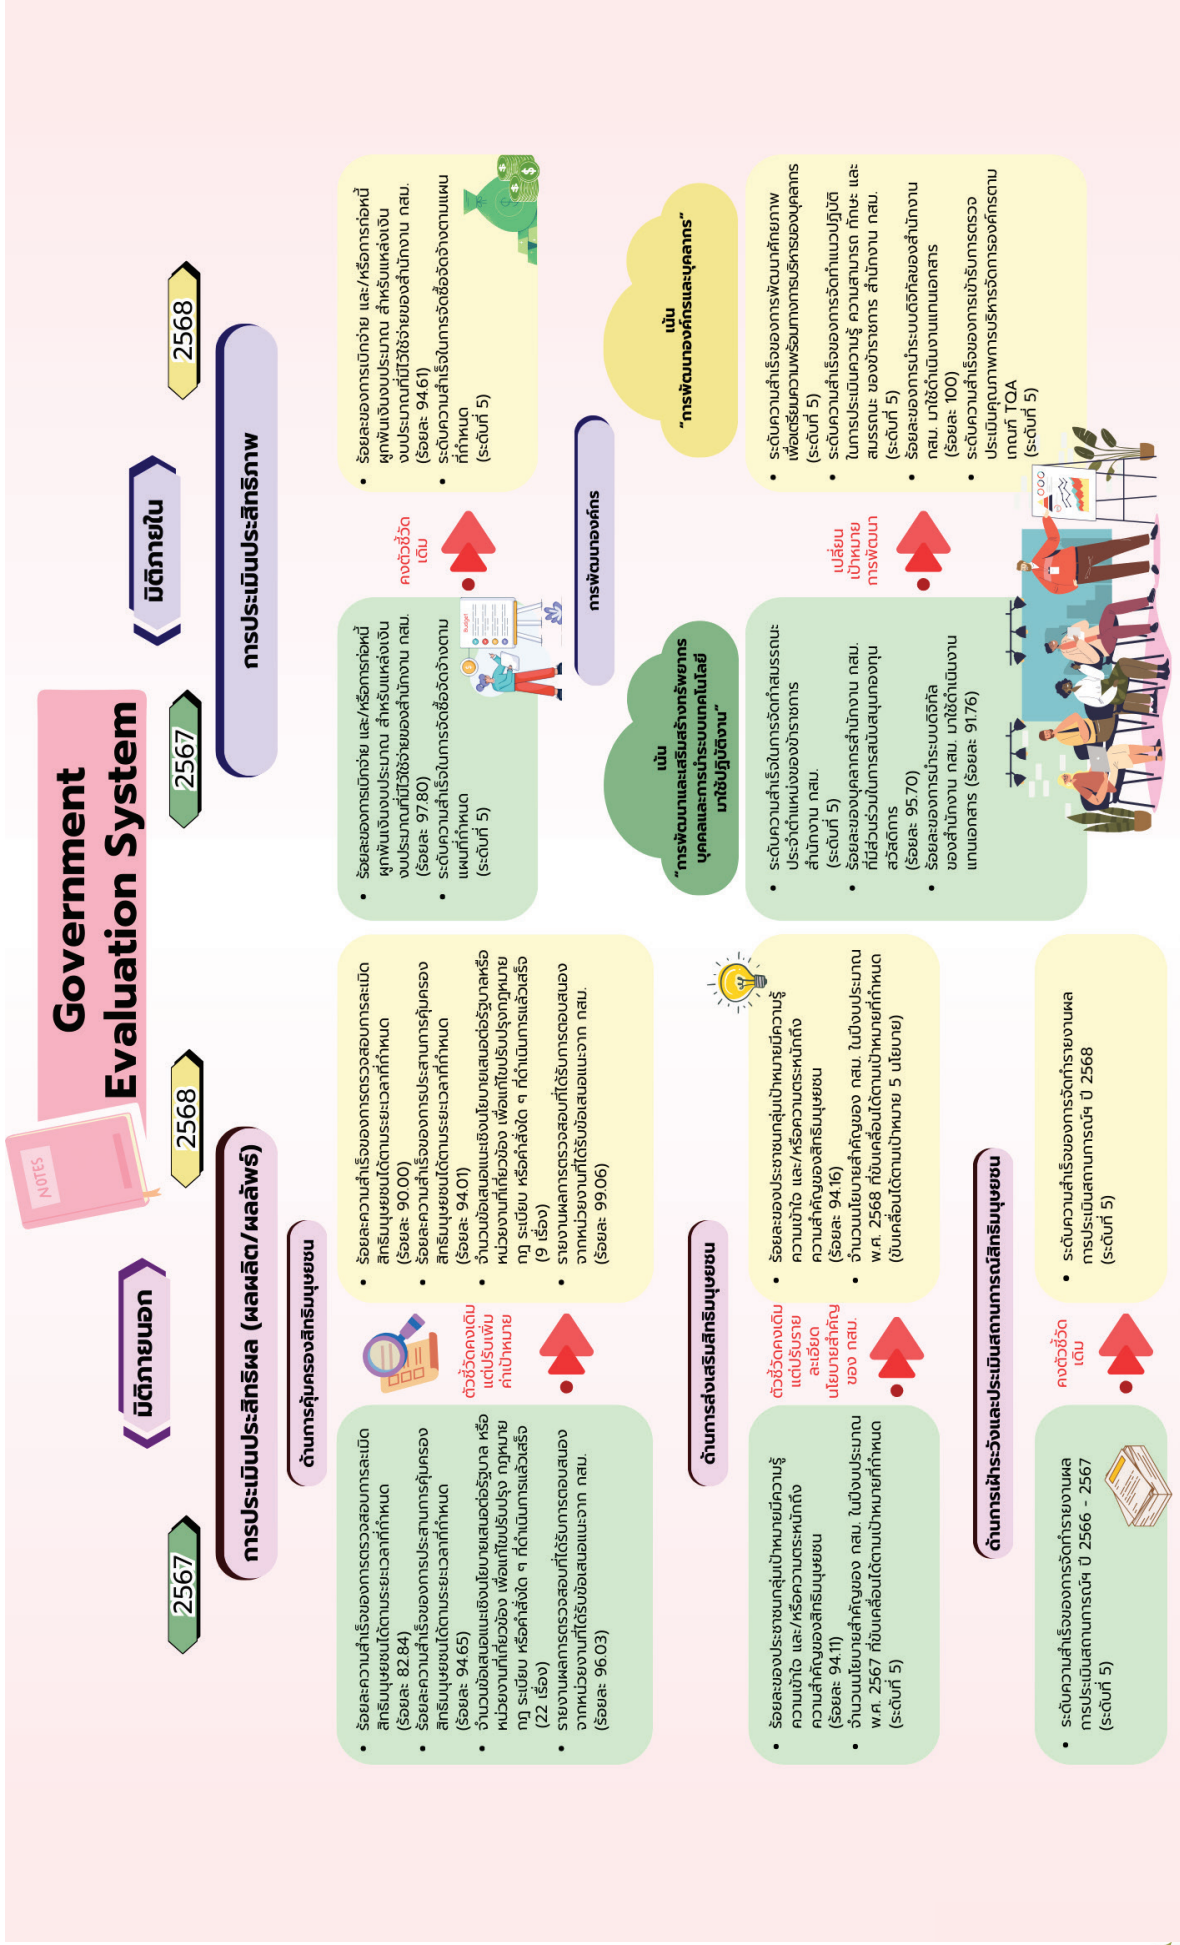 Government
Evaluation System
NOTES
มิติภายนอก
2567
2568
การประเมินประสิทธิผล (ผลผลิต/ผลลัพธ์)
ด้านการคุ้มครองสิทธิมนุษยชน
• ร้อยละความสำเร็จของการตรวจสอบการละเมิด
สิทธิมนุษยชนได้ตามระยะเวลาที่กำหนด
(ร้อยละ 82.84)
• ร้อยละความสำเร็จของการประสานการคุ้มครอง
สิทธิมนุษยชนได้ตามระยะเวลาที่กำหนด
(ร้อยละ 94.65)
• จำนวนข้อเสนอแนะเชิงนโยบายเสนอต่อรัฐบาล หรือ
หน่วยงานที่เกี่ยวข้อง เพื่อแก้ไขปรับปรุง กฎหมาย
กฎ ระเบียบ หรือคำสั่งใด ๆ ที่ดำเนินการแล้วเสร็จ
(22 เรื่อง)
• รายงานผลการตรวจสอบที่ได้รับการตอบสนอง
จากหน่วยงานที่ได้รับข้อเสนอแนะจาก กสม.
(ร้อยละ 96.03)
ตัวชี้วัดคงเดิม
แต่ปรับเพิ่ม
ค่าเป้าหมาย
• ร้อยละความสำเร็จของการตรวจสอบการละเมิด
สิทธิมนุษยชนได้ตามระยะเวลาที่กำหนด
(ร้อยละ 90.00)
• ร้อยละความสำเร็จของการประสานการคุ้มครอง
สิทธิมนุษยชนได้ตามระยะเวลาที่กำหนด
(ร้อยละ 94.01)
• จำนวนข้อเสนอแนะเชิงนโยบายเสนอต่อรัฐบาลหรือ
หน่วยงานที่เกี่ยวข้อง เพื่อแก้ไขปรับปรุงกฎหมาย
กฎ ระเบียบ หรือคำสั่งใด ๆ ที่ดำเนินการแล้วเสร็จ
(9 เรื่อง)
• รายงานผลการตรวจสอบที่ได้รับการตอบสนอง
จากหน่วยงานที่ได้รับข้อเสนอแนะจาก กสม.
(ร้อยละ 99.06)
ด้านการส่งเสริมสิทธิมนุษยชน
• ร้อยละของประชาชนกลุ่มเป้าหมายมีความรู้
ความเข้าใจ และ/หรือความตระหนักถึง
ความสำคัญของสิทธิมนุษยชน
(ร้อยละ 94.11)
• จำนวนนโยบายสำคัญของ กสม. ในปีงบประมาณ
พ.ศ. 2567 ที่ขับเคลื่อนได้ตามเป้าหมายที่กำหนด
(ระดับที่ 5)
ตัวชี้วัดคงเดิม
แต่ปรับราย
ละเอียด
นโยบายสำคัญ
ของ กสม.
• ร้อยละของประชาชนกลุ่มเป้าหมายมีความรู้
ความเข้าใจ และ/หรือความตระหนักถึง
ความสำคัญของสิทธิมนุษยชน
(ร้อยละ 94.16)
• จำนวนนโยบายสำคัญของ กสม. ในปีงบประมาณ
พ.ศ. 2568 ที่ขับเคลื่อนได้ตามเป้าหมายที่กำหนด
(ขับเคลื่อนได้ตามเป้าหมาย 5 นโยบาย)
ด้านการเฝ้าระวังและประเมินสถานการณ์สิทธิมนุษยชน
• ระดับความสำเร็จของการจัดทำรายงานผล
การประเมินสถานการณ์ฯ ปี 2566 - 2567
(ระดับที่ 5)
คงตัวชี้วัด
เดิม
• ระดับความสำเร็จของการจัดทำรายงานผล
การประเมินสถานการณ์ฯ ปี 2568
(ระดับที่ 5)
มิติภายใน
2567
2568
การประเมินประสิทธิภาพ
• ร้อยละของการเบิกจ่าย และ/หรือการก่อหนี้
ผูกพันเงินงบประมาณ สำหรับแหล่งเงิน
งบประมาณที่มีไว้ใช้จ่ายของสำนักงาน กสม.
(ร้อยละ 97.80)
• ระดับความสำเร็จในการจัดซื้อจัดจ้างตาม
แผนที่กำหนด
(ระดับที่ 5)
Budget
คงตัวชี้วัด
เดิม
• ร้อยละของการเบิกจ่าย และ/หรือการก่อหนี้
ผูกพันเงินงบประมาณ สำหรับแหล่งเงิน
งบประมาณที่มีไว้ใช้จ่ายของสำนักงาน กสม.
(ร้อยละ 94.61)
• ระดับความสำเร็จในการจัดซื้อจัดจ้างตามแผน
ที่กำหนด
(ระดับที่ 5)
การพัฒนาองค์กร
เน้น
“การพัฒนาและเสริมสร้างทรัพยากร
บุคคลและการนำระบบเทคโนโลยี
มาใช้ปฏิบัติงาน”
เน้น
“การพัฒนาองค์กรและบุคลากร”
• ระดับความสำเร็จในการจัดทำสมรรถนะ
ประจำตำแหน่งของข้าราชการ
สำนักงาน กสม.
(ระดับที่ 5)
• ร้อยละของบุคลากรสำนักงาน กสม.
ที่มีส่วนร่วมในการสนับสนุนกองทุน
สวัสดิการ
(ร้อยละ 95.70)
• ร้อยละของการนำระบบดิจิทัล
ของสำนักงาน กสม. มาใช้ดำเนินงาน
แทนเอกสาร (ร้อยละ 91.76)
เปลี่ยน
เป้าหมาย
การพัฒนา
• ระดับความสำเร็จของการพัฒนาศักยภาพ
เพื่อเตรียมความพร้อมทางการบริหารของบุคลากร
(ระดับที่ 5)
• ระดับความสำเร็จของการจัดทำแนวปฏิบัติ
ในการประเมินความรู้ ความสามารถ ทักษะ และ
สมรรถนะ ของข้าราชการ สำนักงาน กสม.
(ระดับที่ 5)
• ร้อยละของการนำระบบดิจิทัลของสำนักงาน
กสม. มาใช้ดำเนินงานแทนเอกสาร
(ร้อยละ 100)
• ระดับความสำเร็จของการเข้ารับการตรวจ
ประเมินคุณภาพการบริหารจัดการองค์กรตาม
เกณฑ์ TQA
(ระดับที่ 5)